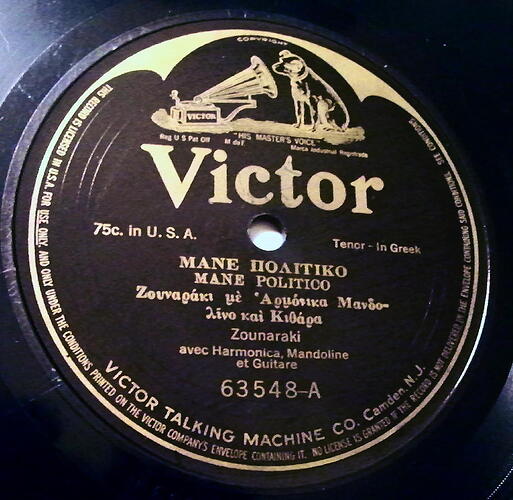 COPYRIGHT
VICTOR
"HIS MASTER'S VOICE"
Reg U S Pat Off M de F Marca Industrial Registrada
Victor
75c. in U. S. A.
Tenor - In Greek
ΜΑΝΕ ΠΟΛΙΤΙΚΟ
MANE POLITICO
Ζουναράκι μὲ Ἁρμόνικα Μανδο-
λίνο καὶ Κιθάρα
Zounaraki
avec Harmonica, Mandoline
et Guitare
63548-A
VICTOR TALKING MACHINE CO. Camden, N.J.
THIS RECORD IS LICENSED IN U.S.A. FOR USE ONLY, AND ONLY UNDER THE CONDITIONS PRINTED ON THE VICTOR COMPANY'S ENVELOPE CONTAINING IT. NO LICENSE IS GRANTED IF THE RECORD IS NOT DELIVERED IN THE ENVELOPE CONTAINING SAID CONDITIONS. SEE CONDITIONS